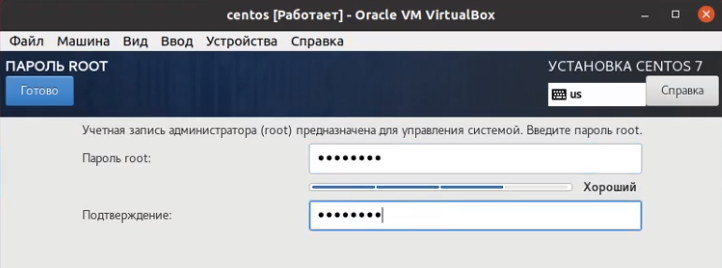 centos [Работает] - Oracle VM VirtualBox
Файл Машина Вид Ввод Устройства Справка
ПАРОЛЬ ROOT УСТАНОВКА CENTOS 7
Готово us Справка
Учетная запись администратора (root) предназначена для управления системой. Введите пароль root.
Пароль root: ●●●●●●●●
Хороший
Подтверждение: ●●●●●●●●